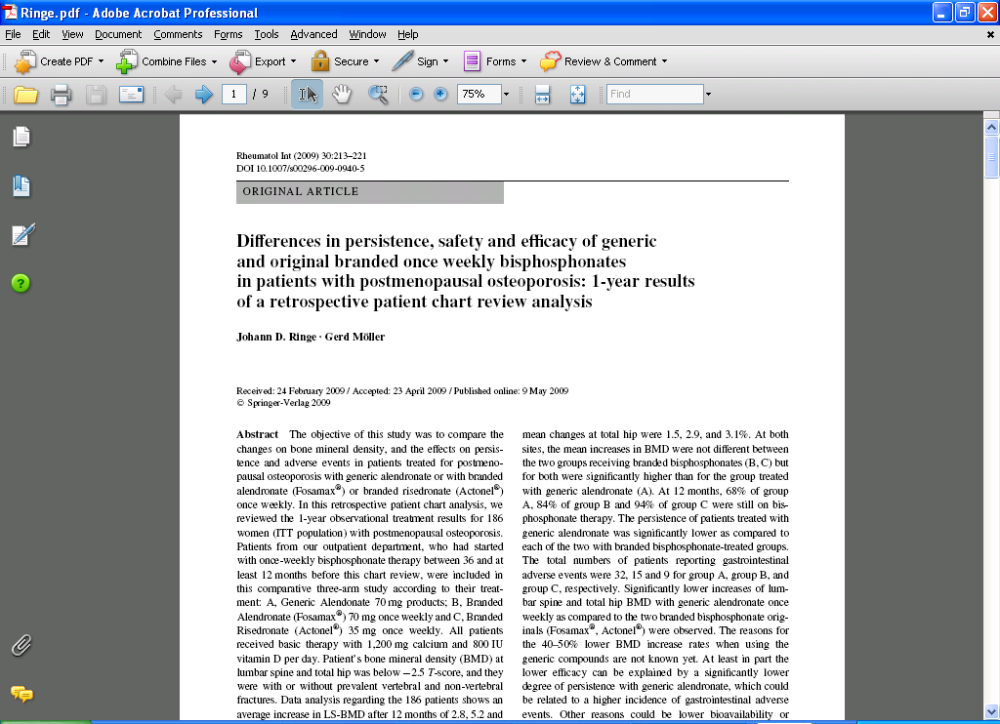 Ringe.pdf - Adobe Acrobat Professional
File Edit View Document Comments Forms Tools Advanced Window Help
Create PDF Combine Files Export Secure Sign Forms Review & Comment
1 / 9 75% Find
Rheumatol Int (2009) 30:213–221
DOI 10.1007/s00296-009-0940-5
ORIGINAL ARTICLE
Differences in persistence, safety and efficacy of generic
and original branded once weekly bisphosphonates
in patients with postmenopausal osteoporosis: 1-year results
of a retrospective patient chart review analysis
Johann D. Ringe · Gerd Möller
Received: 24 February 2009 / Accepted: 23 April 2009 / Published online: 9 May 2009
© Springer-Verlag 2009
Abstract The objective of this study was to compare the
changes on bone mineral density, and the effects on persis-
tence and adverse events in patients treated for postmeno-
pausal osteoporosis with generic alendronate or with branded
alendronate (Fosamax®) or branded risedronate (Actonel®)
once weekly. In this retrospective patient chart analysis, we
reviewed the 1-year observational treatment results for 186
women (ITT population) with postmenopausal osteoporosis.
Patients from our outpatient department, who had started
with once-weekly bisphosphonate therapy between 36 and at
least 12 months before this chart review, were included in
this comparative three-arm study according to their treat-
ment: A, Generic Alendonate 70 mg products; B, Branded
Alendronate (Fosamax®) 70 mg once weekly and C, Branded
Risedronate (Actonel®) 35 mg once weekly. All patients
received basic therapy with 1,200 mg calcium and 800 IU
vitamin D per day. Patient's bone mineral density (BMD) at
lumbar spine and total hip was below −2.5 T-score, and they
were with or without prevalent vertebral and non-vertebral
fractures. Data analysis regarding the 186 patients shows an
average increase in LS-BMD after 12 months of 2.8, 5.2 and
mean changes at total hip were 1.5, 2.9, and 3.1%. At both
sites, the mean increases in BMD were not different between
the two groups receiving branded bisphosphonates (B, C) but
for both were significantly higher than for the group treated
with generic alendronate (A). At 12 months, 68% of group
A, 84% of group B and 94% of group C were still on bis-
phosphonate therapy. The persistence of patients treated with
generic alendronate was significantly lower as compared to
each of the two with branded bisphosphonate-treated groups.
The total numbers of patients reporting gastrointestinal
adverse events were 32, 15 and 9 for group A, group B, and
group C, respectively. Significantly lower increases of lum-
bar spine and total hip BMD with generic alendronate once
weekly as compared to the two branded bisphosphonate orig-
inals (Fosamax®, Actonel®) were observed. The reasons for
the 40–50% lower BMD increase rates when using the
generic compounds are not known yet. At least in part the
lower efficacy can be explained by a significantly lower
degree of persistence with generic alendronate, which could
be related to a higher incidence of gastrointestinal adverse
events. Other reasons could be lower bioavailability or